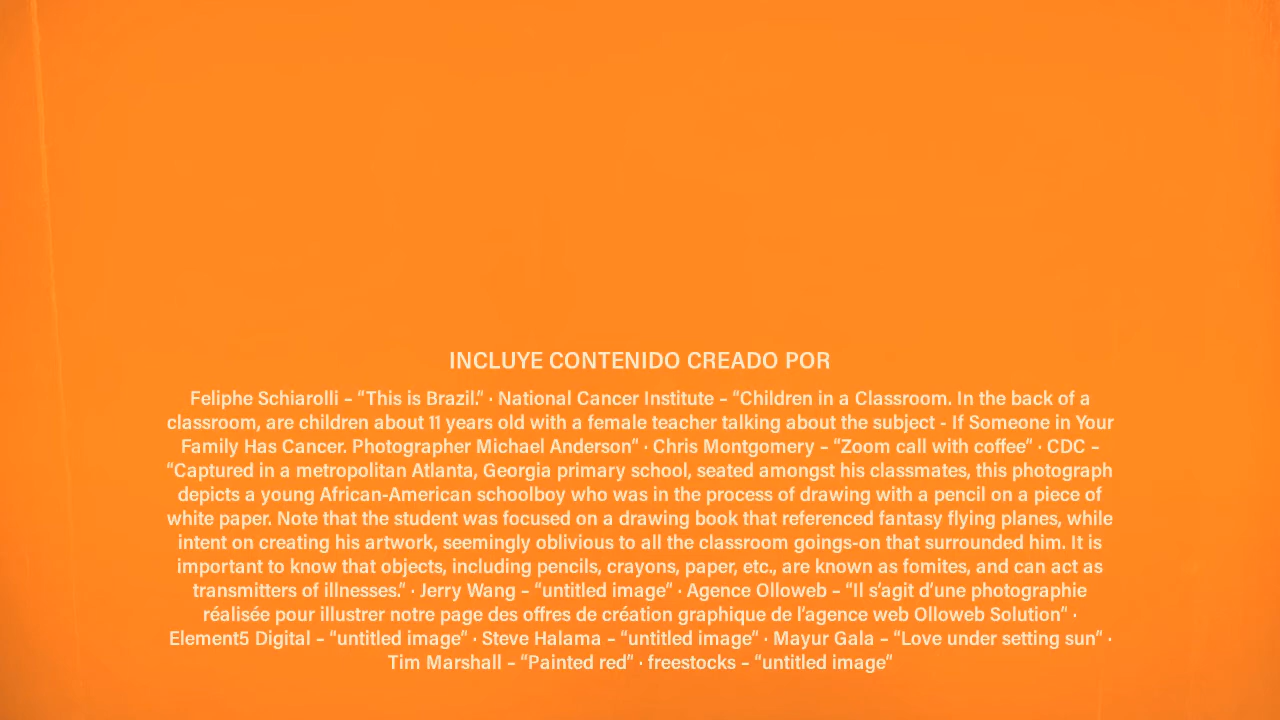 INCLUYE CONTENIDO CREADO POR
Feliphe Schiarolli – “This is Brazil.” · National Cancer Institute – “Children in a Classroom. In the back of a
classroom, are children about 11 years old with a female teacher talking about the subject - If Someone in Your
Family Has Cancer. Photographer Michael Anderson” · Chris Montgomery – “Zoom call with coffee” · CDC –
“Captured in a metropolitan Atlanta, Georgia primary school, seated amongst his classmates, this photograph
depicts a young African-American schoolboy who was in the process of drawing with a pencil on a piece of
white paper. Note that the student was focused on a drawing book that referenced fantasy flying planes, while
intent on creating his artwork, seemingly oblivious to all the classroom goings-on that surrounded him. It is
important to know that objects, including pencils, crayons, paper, etc., are known as fomites, and can act as
transmitters of illnesses.” · Jerry Wang – “untitled image” · Agence Olloweb – “Il s’agit d’une photographie
réalisée pour illustrer notre page des offres de création graphique de l’agence web Olloweb Solution” ·
Element5 Digital – “untitled image” · Steve Halama – “untitled image” · Mayur Gala – “Love under setting sun” ·
Tim Marshall – “Painted red” · freestocks – “untitled image”